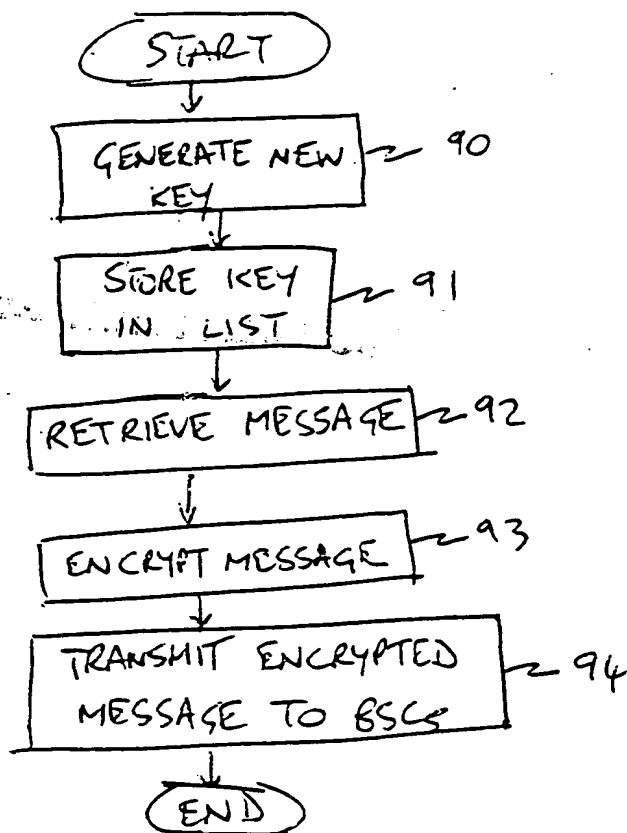 START
GENERATE NEW 90
KEY
STORE KEY 91
IN LIST
RETRIEVE MESSAGE 92
ENCRYPT MESSAGE 93
TRANSMIT ENCRYPTED 94
MESSAGE TO BSCs
END